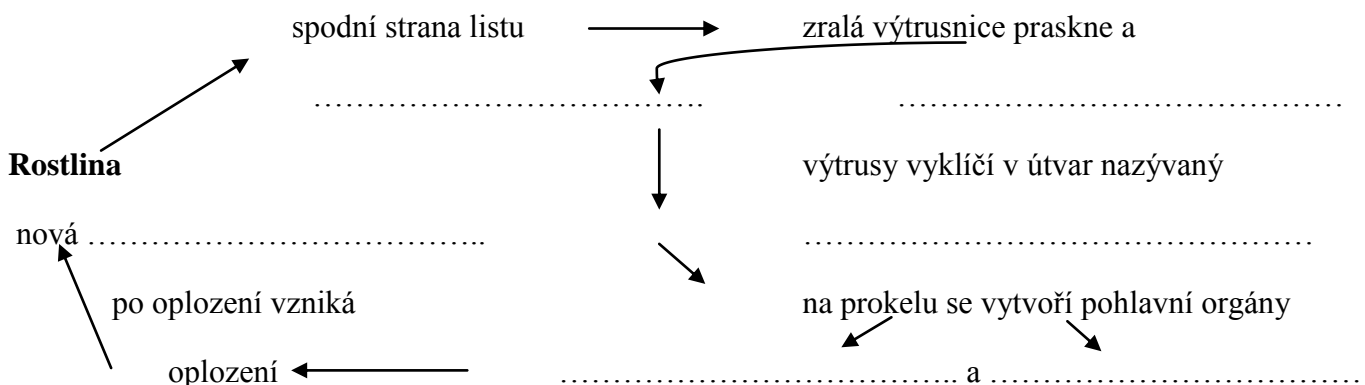 spodní strana listu zralá výtrusnice praskne a
………………………………… ………………………………………
Rostlina výtrusy vyklíčí v útvar nazývaný
nová ………………………………….. ……………………………………………
po oplození vzniká na prokelu se vytvoří pohlavní orgány
oplození ………………………………….. a ………………………………